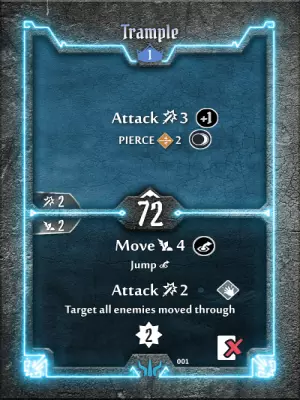 Trample
1
Attack 3 +1
PIERCE 2
2
72
2
Move 4
Jump
Attack 2
Target all enemies moved through
2
001